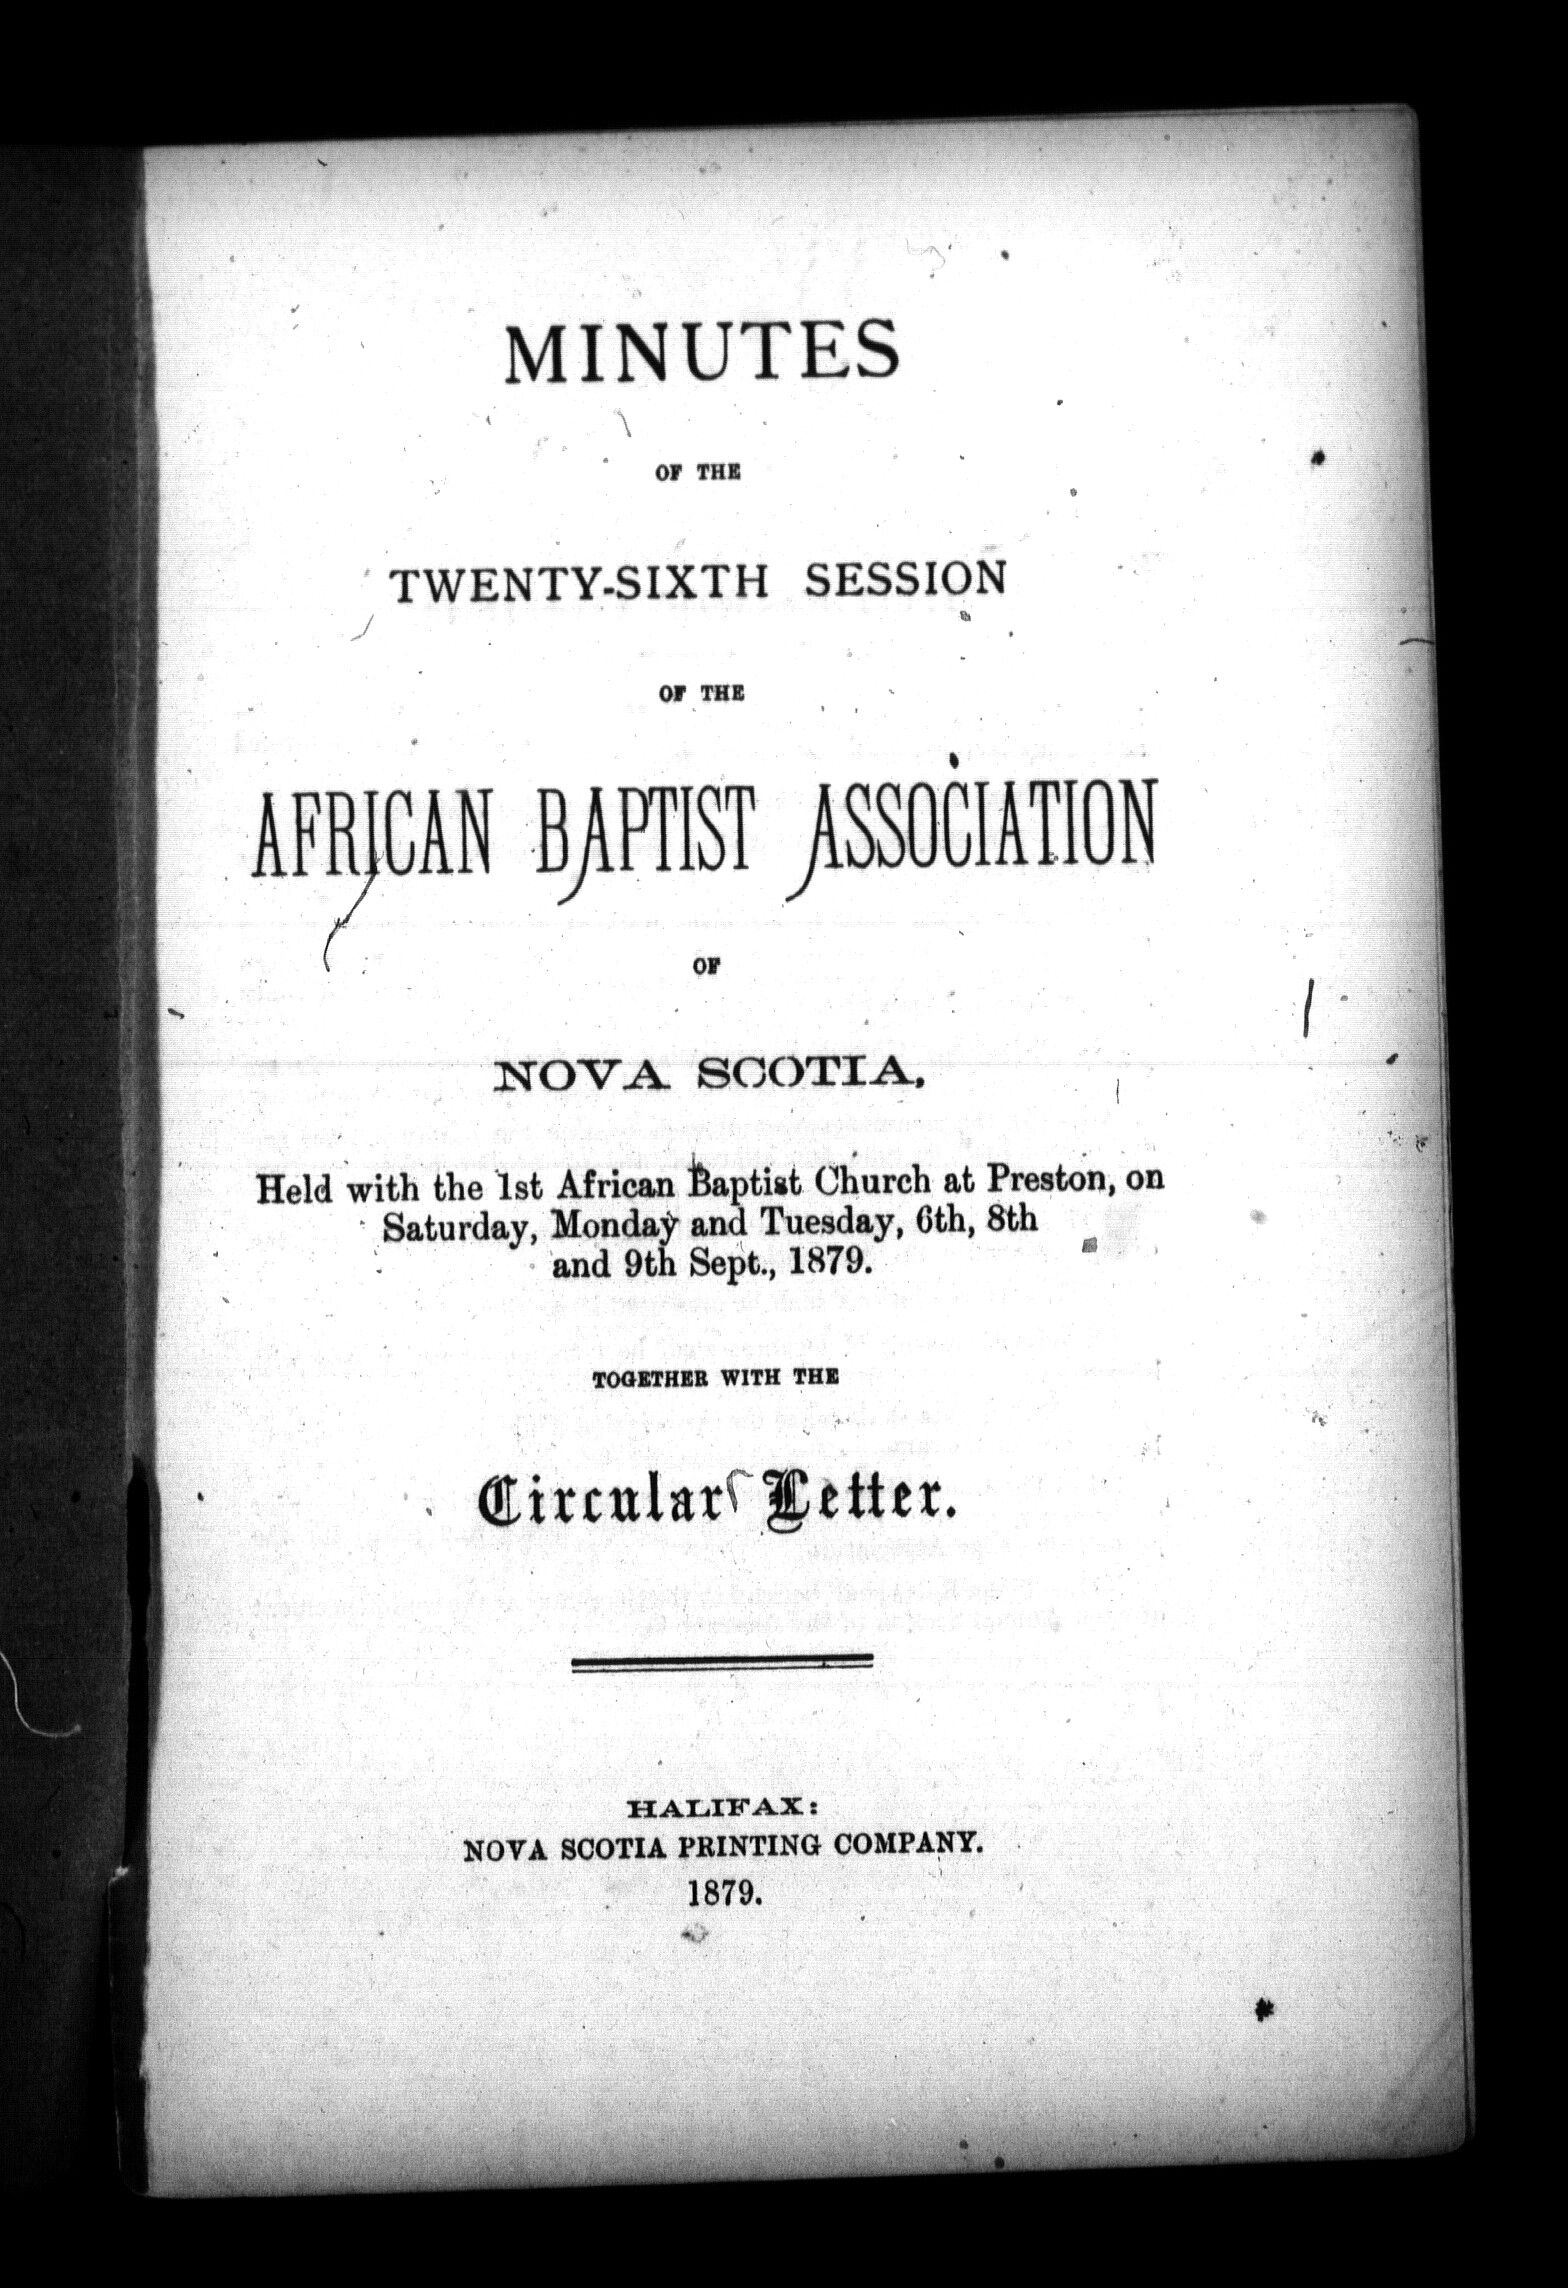 MINUTES
OF THE
TWENTY-SIXTH SESSION
OF THE
AFRICAN BAPTIST ASSOCIATION
OF
NOVA SCOTIA,
Held with the 1st African Baptist Church at Preston, on
Saturday, Monday and Tuesday, 6th, 8th
and 9th Sept., 1879.
TOGETHER WITH THE
Circular Letter.
HALIFAX:
NOVA SCOTIA PRINTING COMPANY.
1879.